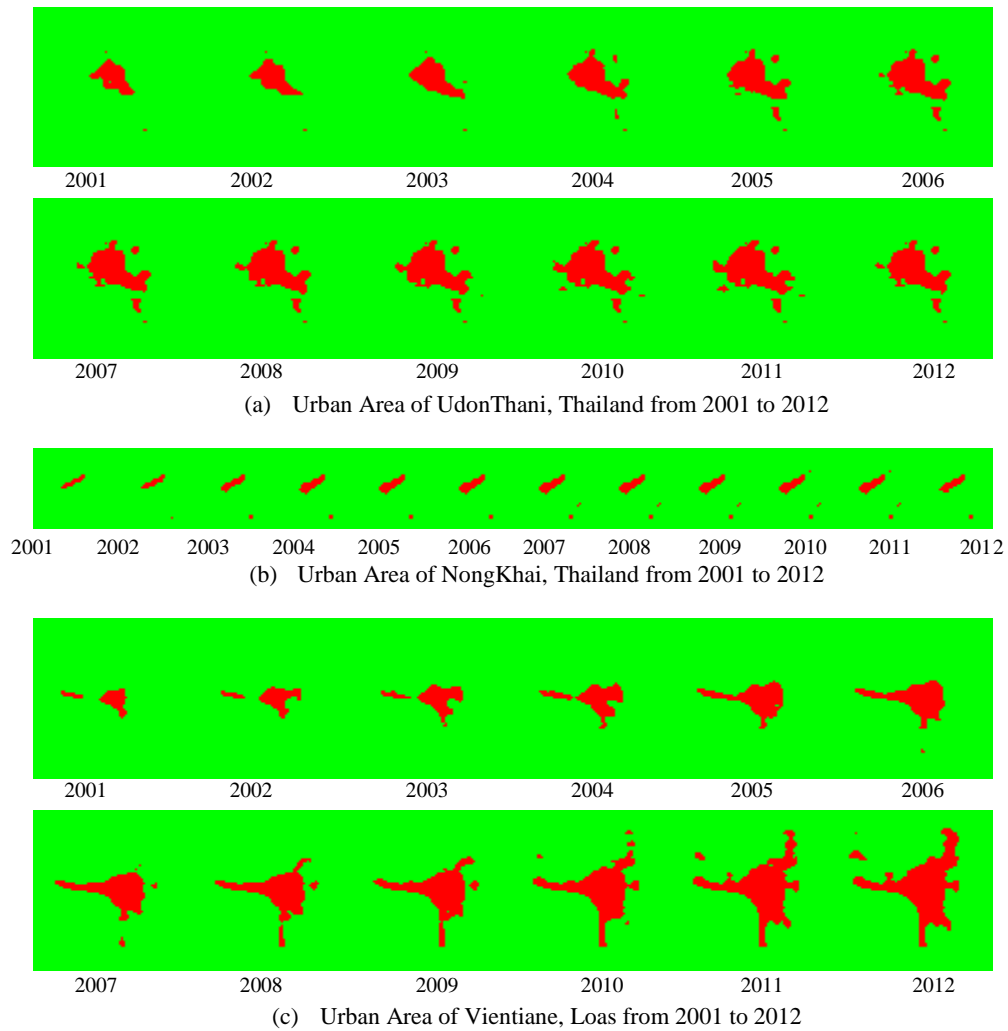 2001 2002 2003 2004 2005 2006
2007 2008 2009 2010 2011 2012
(a) Urban Area of UdonThani, Thailand from 2001 to 2012
2001 2002 2003 2004 2005 2006 2007 2008 2009 2010 2011 2012
(b) Urban Area of NongKhai, Thailand from 2001 to 2012
2001 2002 2003 2004 2005 2006
2007 2008 2009 2010 2011 2012
(c) Urban Area of Vientiane, Loas from 2001 to 2012